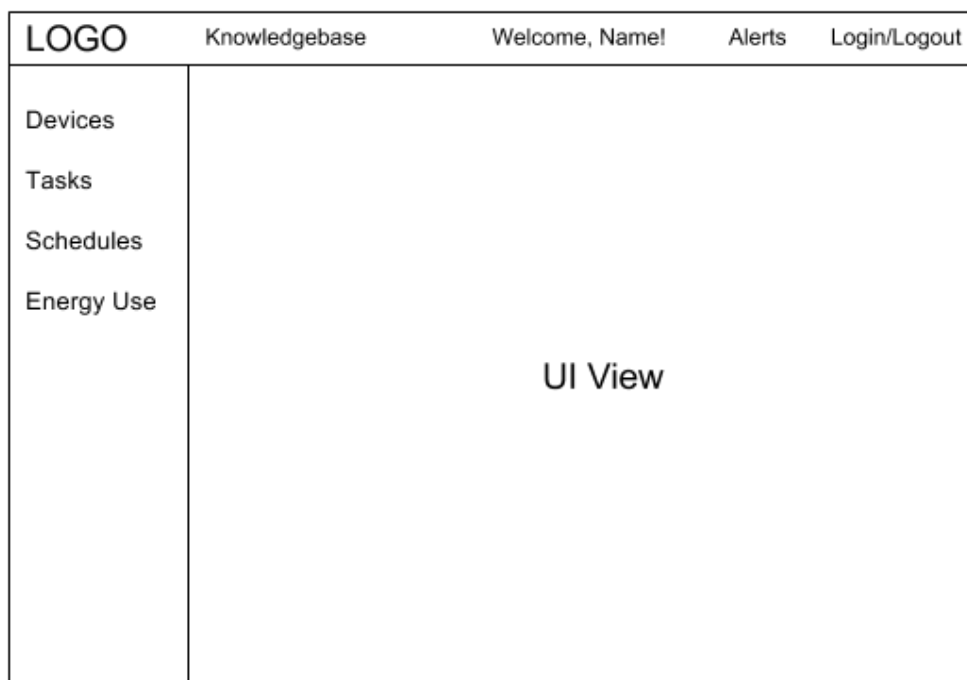 LOGO Knowledgebase Welcome, Name! Alerts Login/Logout
Devices
Tasks
Schedules
Energy Use
UI View